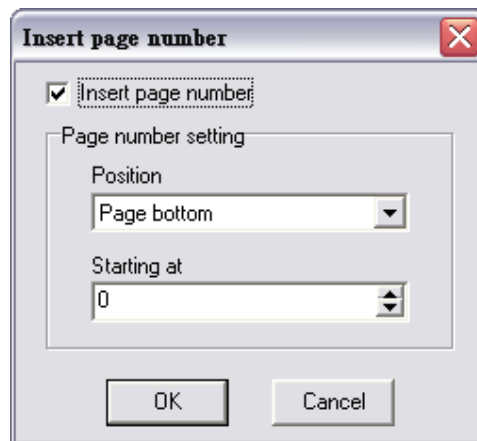 Insert page number
Insert page number
Page number setting
Position
Page bottom
Starting at
0
OK Cancel